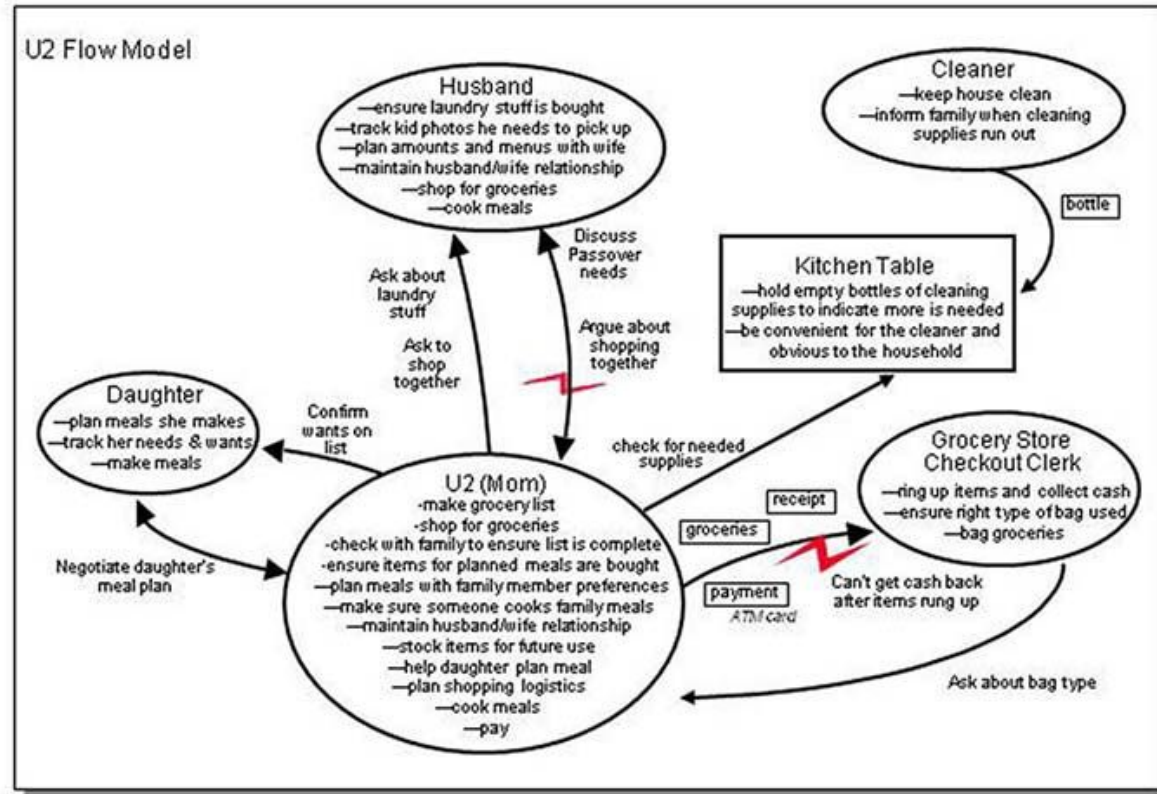 U2 Flow Model
Husband
—ensure laundry stuff is bought
—track kid photos he needs to pick up
—plan amounts and menus with wife
—maintain husband/wife relationship
—shop for groceries
—cook meals
Cleaner
—keep house clean
—inform family when cleaning
supplies run out
bottle
Kitchen Table
—hold empty bottles of cleaning
supplies to indicate more is needed
—be convenient for the cleaner and
obvious to the household
Discuss
Passover
needs
Ask about
laundry
stuff
Ask to
shop
together
Argue about
shopping
together
Daughter
—plan meals she makes
—track her needs & wants
—make meals
Confirm
wants on
list
check for needed
supplies
Grocery Store
Checkout Clerk
—ring up items and collect cash
—ensure right type of bag used
—bag groceries
U2 (Mom)
-make grocery list
-shop for groceries
-check with family to ensure list is complete
-ensure items for planned meals are bought
—plan meals with family member preferences
—make sure someone cooks family meals
—maintain husband/wife relationship
—stock items for future use
—help daughter plan meal
—plan shopping logistics
—cook meals
—pay
receipt
groceries
payment
ATM card
Can't get cash back
after items rung up
Negotiate daughter's
meal plan
Ask about bag type